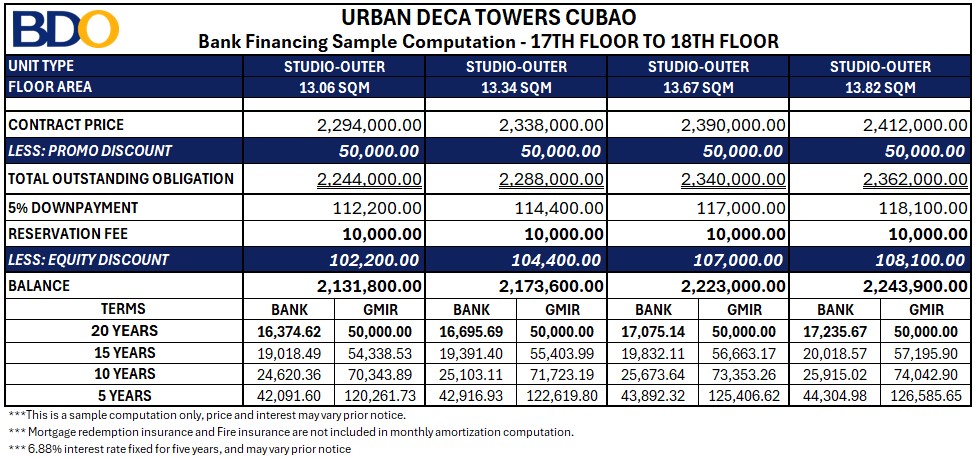 BDO
URBAN DECA TOWERS CUBAO
Bank Financing Sample Computation - 17TH FLOOR TO 18TH FLOOR
UNIT TYPE STUDIO-OUTER STUDIO-OUTER STUDIO-OUTER STUDIO-OUTER
FLOOR AREA 13.06 SQM 13.34 SQM 13.67 SQM 13.82 SQM
CONTRACT PRICE 2,294,000.00 2,338,000.00 2,390,000.00 2,412,000.00
LESS: PROMO DISCOUNT 50,000.00 50,000.00 50,000.00 50,000.00
TOTAL OUTSTANDING OBLIGATION 2,244,000.00 2,288,000.00 2,340,000.00 2,362,000.00
5% DOWNPAYMENT 112,200.00 114,400.00 117,000.00 118,100.00
RESERVATION FEE 10,000.00 10,000.00 10,000.00 10,000.00
LESS: EQUITY DISCOUNT 102,200.00 104,400.00 107,000.00 108,100.00
BALANCE 2,131,800.00 2,173,600.00 2,223,000.00 2,243,900.00
TERMS BANK GMIR BANK GMIR BANK GMIR BANK GMIR
20 YEARS 16,374.62 50,000.00 16,695.69 50,000.00 17,075.14 50,000.00 17,235.67 50,000.00
15 YEARS 19,018.49 54,338.53 19,391.40 55,403.99 19,832.11 56,663.17 20,018.57 57,195.90
10 YEARS 24,620.36 70,343.89 25,103.11 71,723.19 25,673.64 73,353.26 25,915.02 74,042.90
5 YEARS 42,091.60 120,261.73 42,916.93 122,619.80 43,892.32 125,406.62 44,304.98 126,585.65
***This is a sample computation only, price and interest may vary prior notice.
*** Mortgage redemption insurance and Fire insurance are not included in monthly amortization computation.
*** 6.88% interest rate fixed for five years, and may vary prior notice